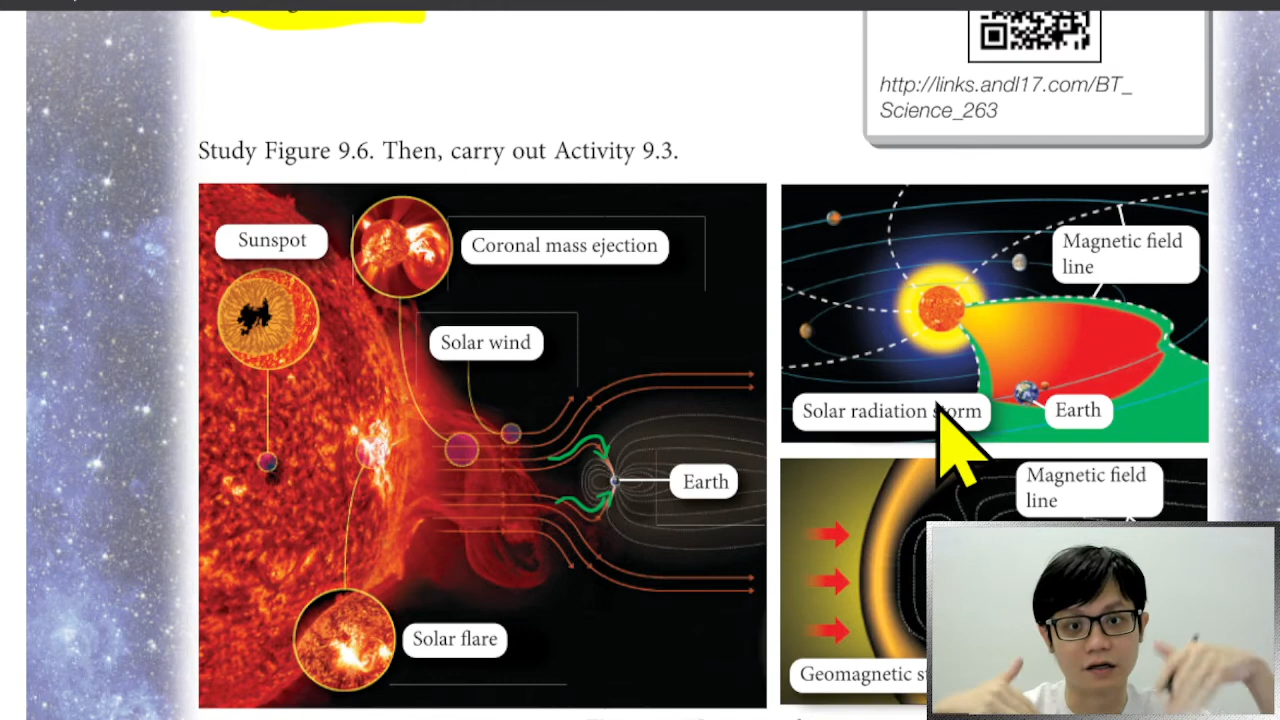 http://links.andl17.com/BT_
Science_263
Study Figure 9.6. Then, carry out Activity 9.3.
Sunspot
Coronal mass ejection
Solar wind
Earth
Solar flare
Magnetic field
line
Solar radiation storm
Earth
Magnetic field
line
Geomagnetic